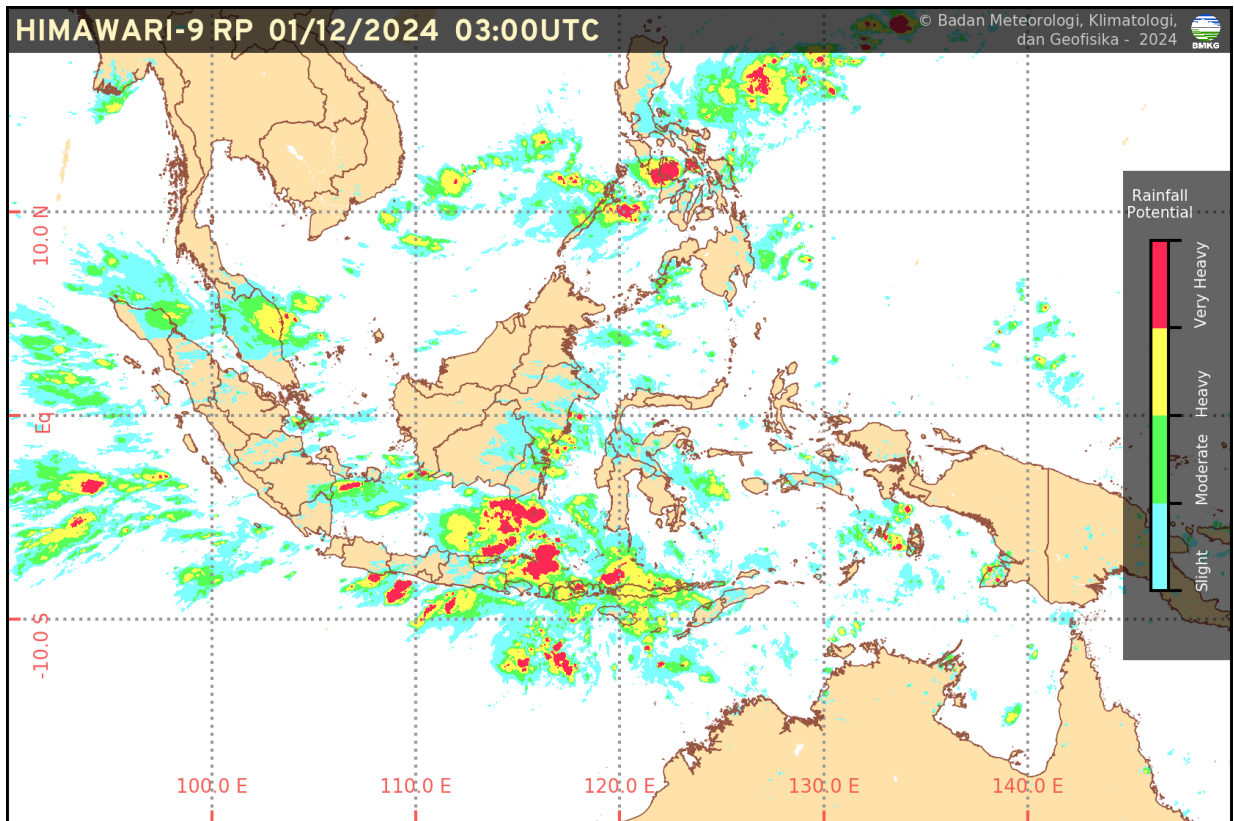 HIMAWARI-9 RP 01/12/2024 03:00UTC
© Badan Meteorologi, Klimatologi,
dan Geofisika - 2024
BMKG
Rainfall
Potential
Very Heavy
Heavy
Moderate
Slight
10.0 N
Eq
-10.0 S
100.0 E
110.0 E
120.0 E
130.0 E
140.0 E